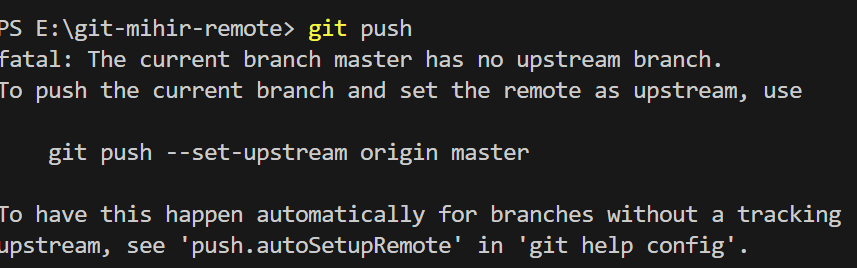 PS E:\git-mihir-remote> git push
fatal: The current branch master has no upstream branch.
To push the current branch and set the remote as upstream, use
git push --set-upstream origin master
To have this happen automatically for branches without a tracking
upstream, see 'push.autoSetupRemote' in 'git help config'.